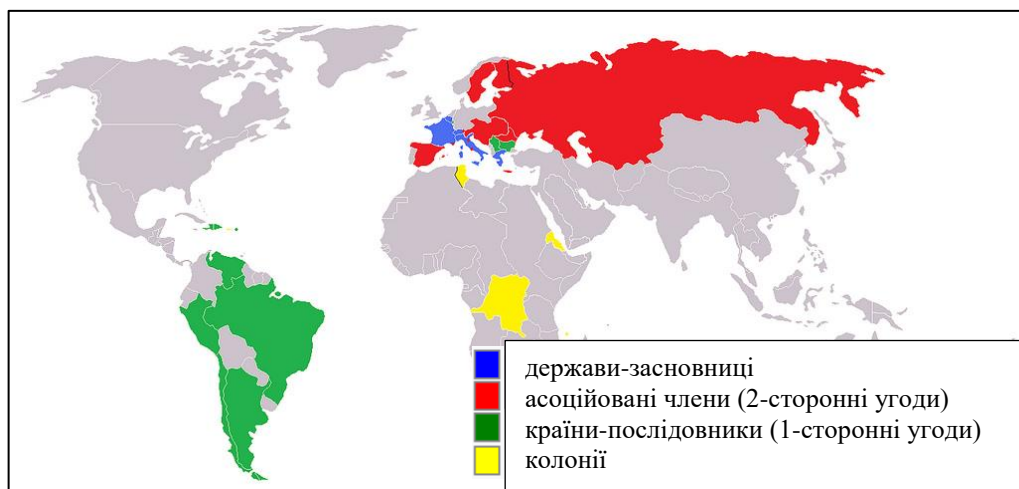 держави-засновниці
асоційовані члени (2-сторонні угоди)
країни-послідовники (1-сторонні угоди)
колонії